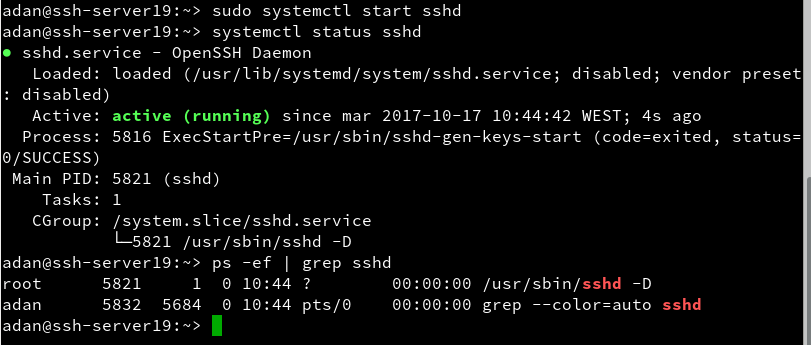 adan@ssh-server19:~> sudo systemctl start sshd
adan@ssh-server19:~> systemctl status sshd
● sshd.service - OpenSSH Daemon
   Loaded: loaded (/usr/lib/systemd/system/sshd.service; disabled; vendor preset
: disabled)
   Active: active (running) since mar 2017-10-17 10:44:42 WEST; 4s ago
  Process: 5816 ExecStartPre=/usr/sbin/sshd-gen-keys-start (code=exited, status=
0/SUCCESS)
 Main PID: 5821 (sshd)
    Tasks: 1
   CGroup: /system.slice/sshd.service
           └─5821 /usr/sbin/sshd -D
adan@ssh-server19:~> ps -ef | grep sshd
root      5821     1  0 10:44 ?        00:00:00 /usr/sbin/sshd -D
adan      5832  5684  0 10:44 pts/0    00:00:00 grep --color=auto sshd
adan@ssh-server19:~>